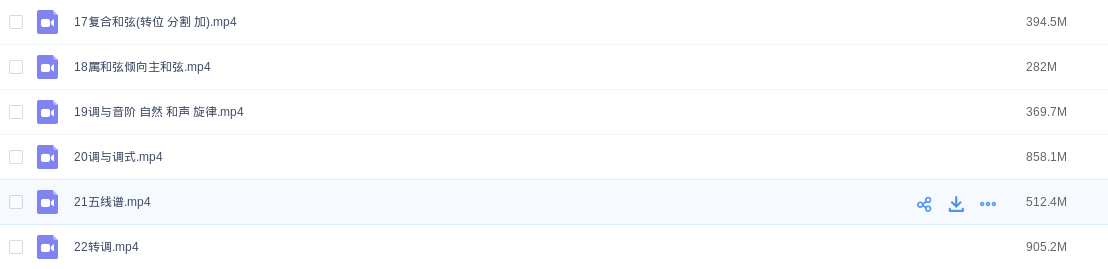 17复合和弦(转位 分割 加).mp4 394.5M
18属和弦倾向主和弦.mp4 282M
19调与音阶 自然 和声 旋律.mp4 369.7M
20调与调式.mp4 858.1M
21五线谱.mp4 512.4M
22转调.mp4 905.2M